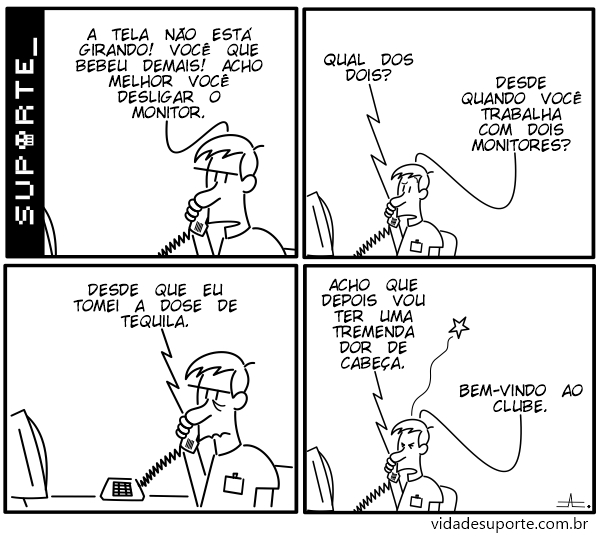 SUPORTE_
A TELA NÃO ESTÁ
GIRANDO! VOCÊ QUE
BEBEU DEMAIS! ACHO
MELHOR VOCÊ
DESLIGAR O
MONITOR.
QUAL DOS
DOIS?
DESDE
QUANDO VOCÊ
TRABALHA
COM DOIS
MONITORES?
DESDE QUE EU
TOMEI A DOSE DE
TEQUILA.
ACHO QUE
DEPOIS VOU
TER UMA
TREMENDA
DOR DE
CABEÇA.
BEM-VINDO AO
CLUBE.
vidadesuporte.com.br